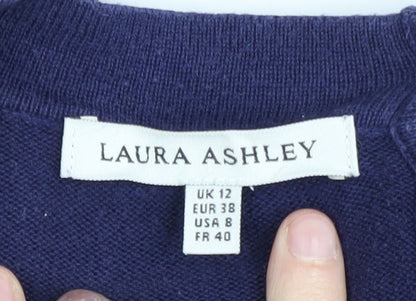 LAURA ASHLEY
UK 12
EUR 38
USA 8
FR 40